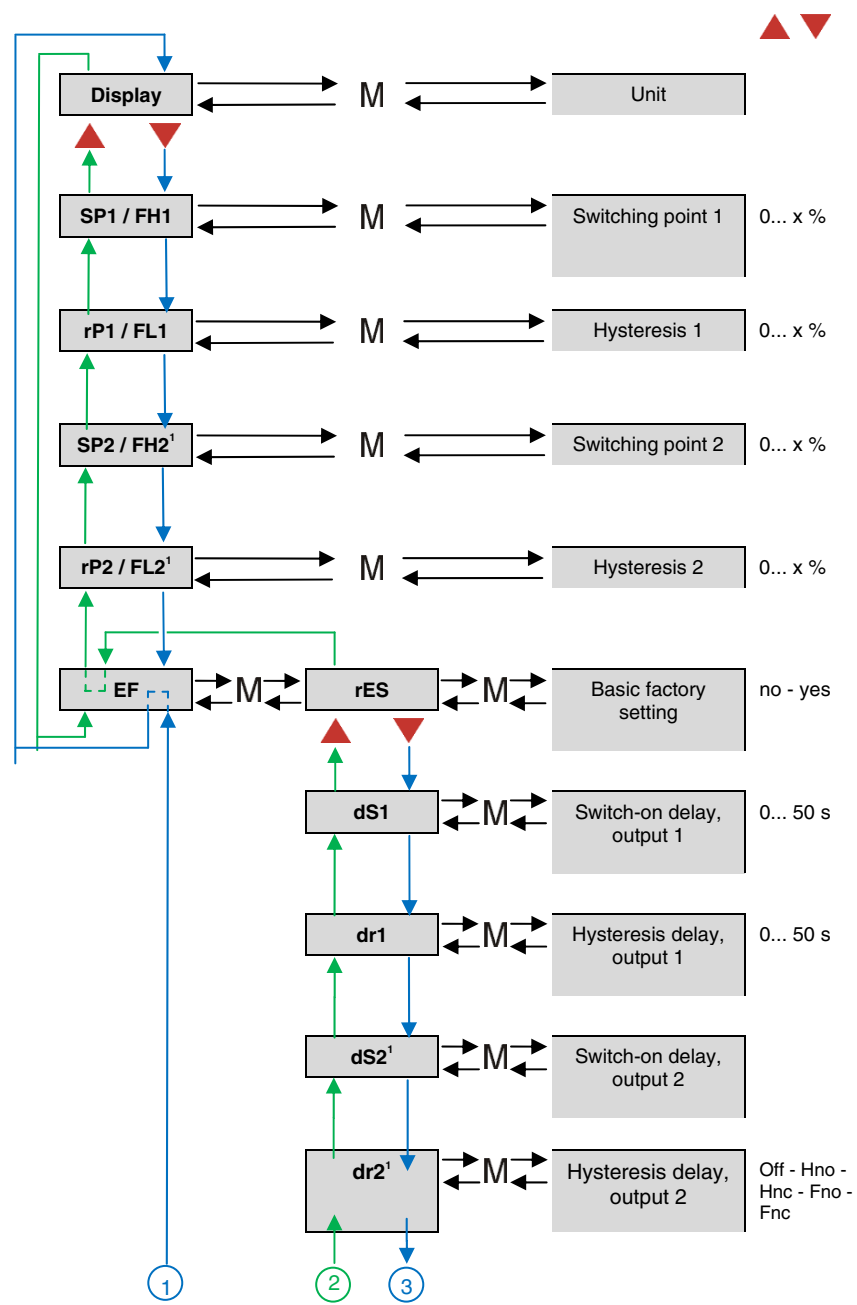 Display M Unit
SP1 / FH1 M Switching point 1 0... x %
rP1 / FL1 M Hysteresis 1 0... x %
SP2 / FH2¹ M Switching point 2 0... x %
rP2 / FL2¹ M Hysteresis 2 0... x %
EF M rES M Basic factory no - yes
setting
dS1 M Switch-on delay, 0... 50 s
output 1
dr1 M Hysteresis delay, 0... 50 s
output 1
dS2¹ M Switch-on delay,
output 2
dr2¹ M Hysteresis delay, Off - Hno -
output 2 Hnc - Fno -
Fnc
1 2 3